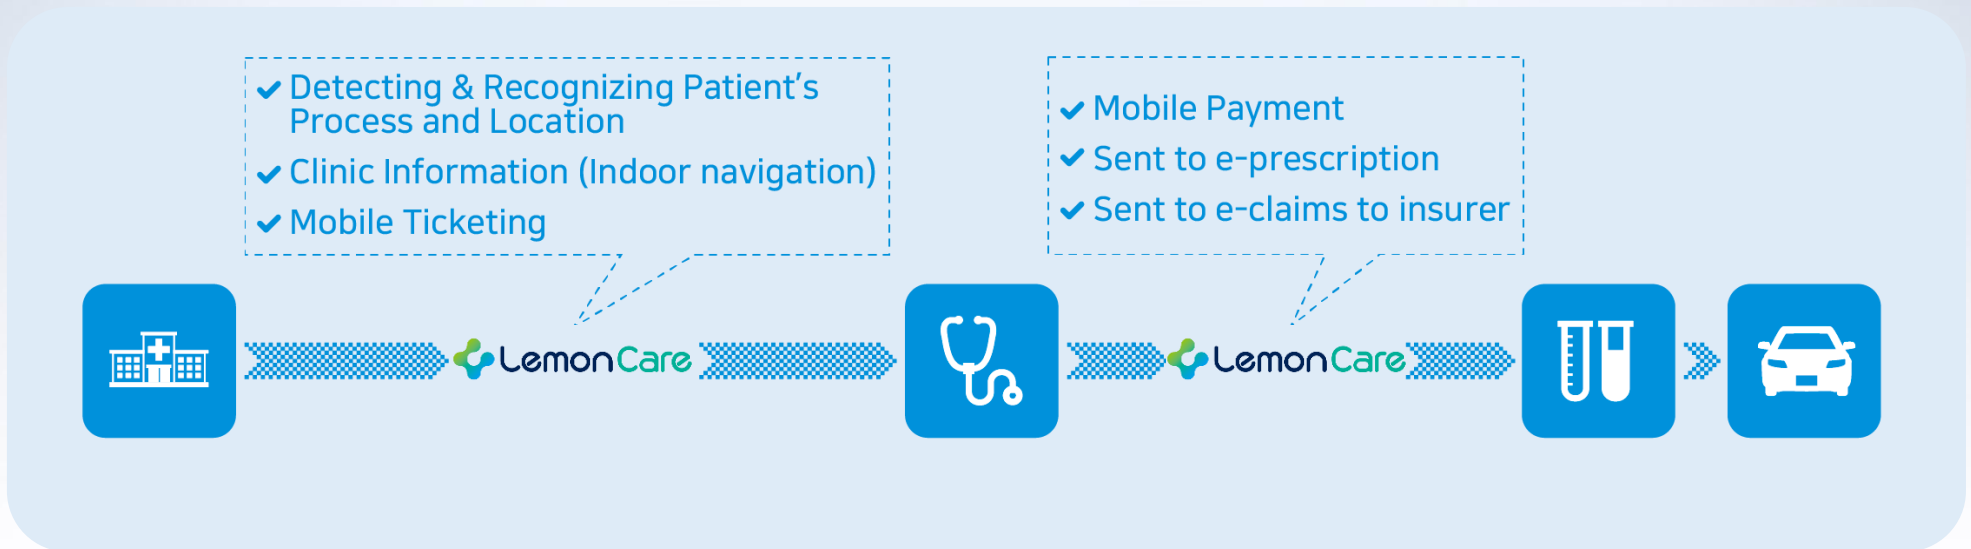 Detecting & Recognizing Patient's
Process and Location
Clinic Information (Indoor navigation)
Mobile Ticketing
Mobile Payment
Sent to e-prescription
Sent to e-claims to insurer
LemonCare
LemonCare